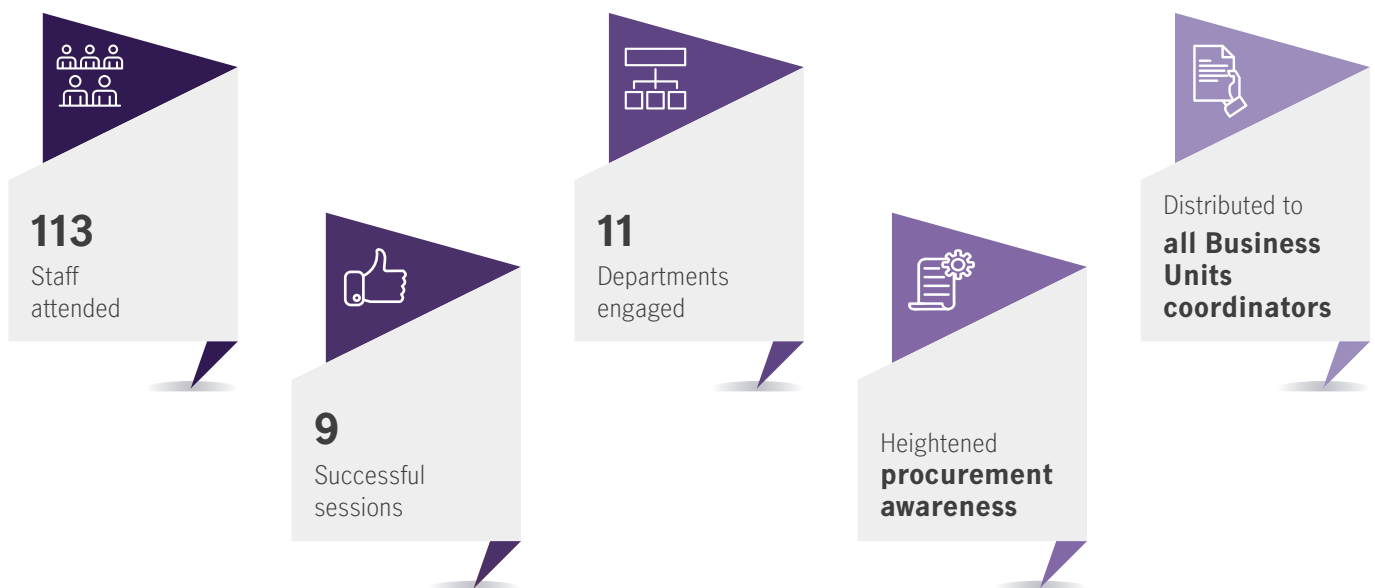 113
Staff
attended
9
Successful
sessions
11
Departments
engaged
Heightened
procurement
awareness
Distributed to
all Business
Units
coordinators